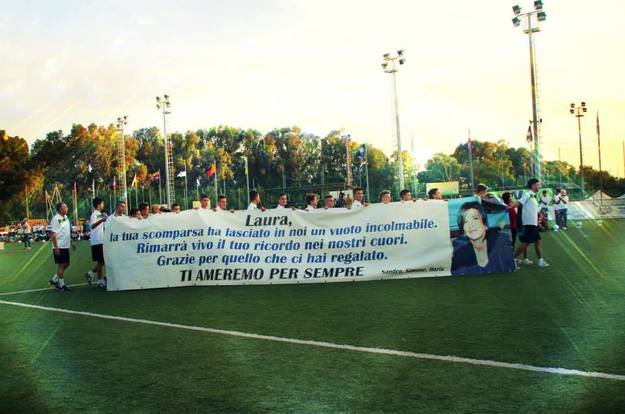 Laura,
la tua scomparsa ha lasciato in noi un vuoto incolmabile.
Rimarrà vivo il tuo ricordo nei nostri cuori.
Grazie per quello che ci hai regalato.
TI AMEREMO PER SEMPRE Sandro, Simone, Ilaria